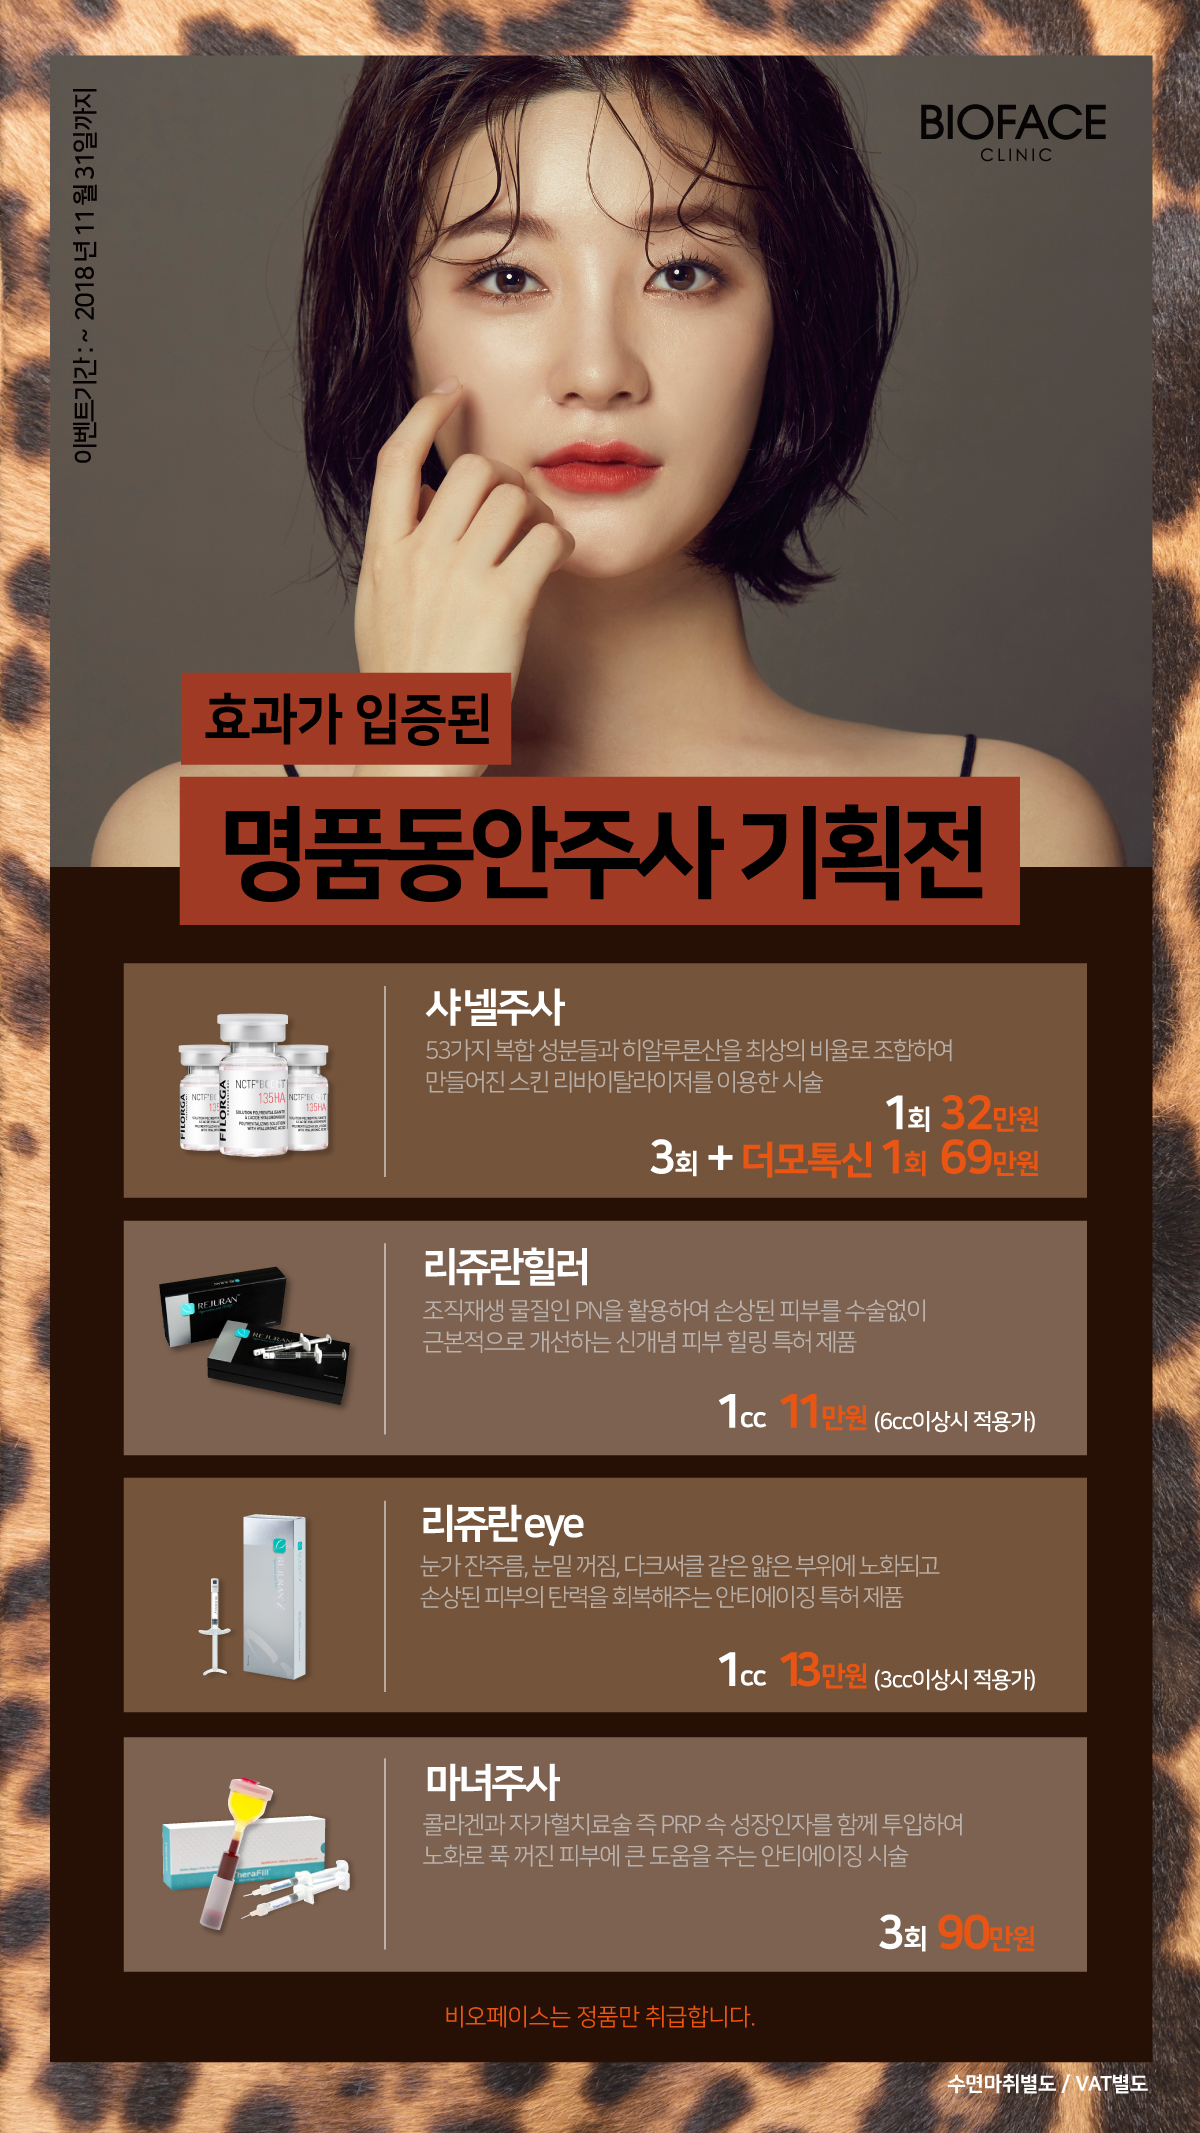 이벤트기간 : ~ 2018년 11월 31일까지
BIOFACE
CLINIC
효과가 입증된
명품동안주사 기획전
샤넬주사
53가지 복합 성분들과 히알루론산을 최상의 비율로 조합하여
만들어진 스킨 리바이탈라이저를 이용한 시술
1회 32만원
3회 + 더모톡신 1회 69만원
FILORGA
NCTF BOOST
135HA
리쥬란힐러
조직재생 물질인 PN을 활용하여 손상된 피부를 수술없이
근본적으로 개선하는 신개념 피부 힐링 특허 제품
1cc 11만원 (6cc이상시 적용가)
REJURAN
REJURAN
리쥬란 eye
눈가 잔주름, 눈밑 꺼짐, 다크써클 같은 얇은 부위에 노화되고
손상된 피부의 탄력을 회복해주는 안티에이징 특허 제품
1cc 13만원 (3cc이상시 적용가)
REJURAN
마녀주사
콜라겐과 자가혈치료술 즉 PRP 속 성장인자를 함께 투입하여
노화로 푹 꺼진 피부에 큰 도움을 주는 안티에이징 시술
3회 90만원
theraFill
비오페이스는 정품만 취급합니다.
수면마취별도 / VAT별도